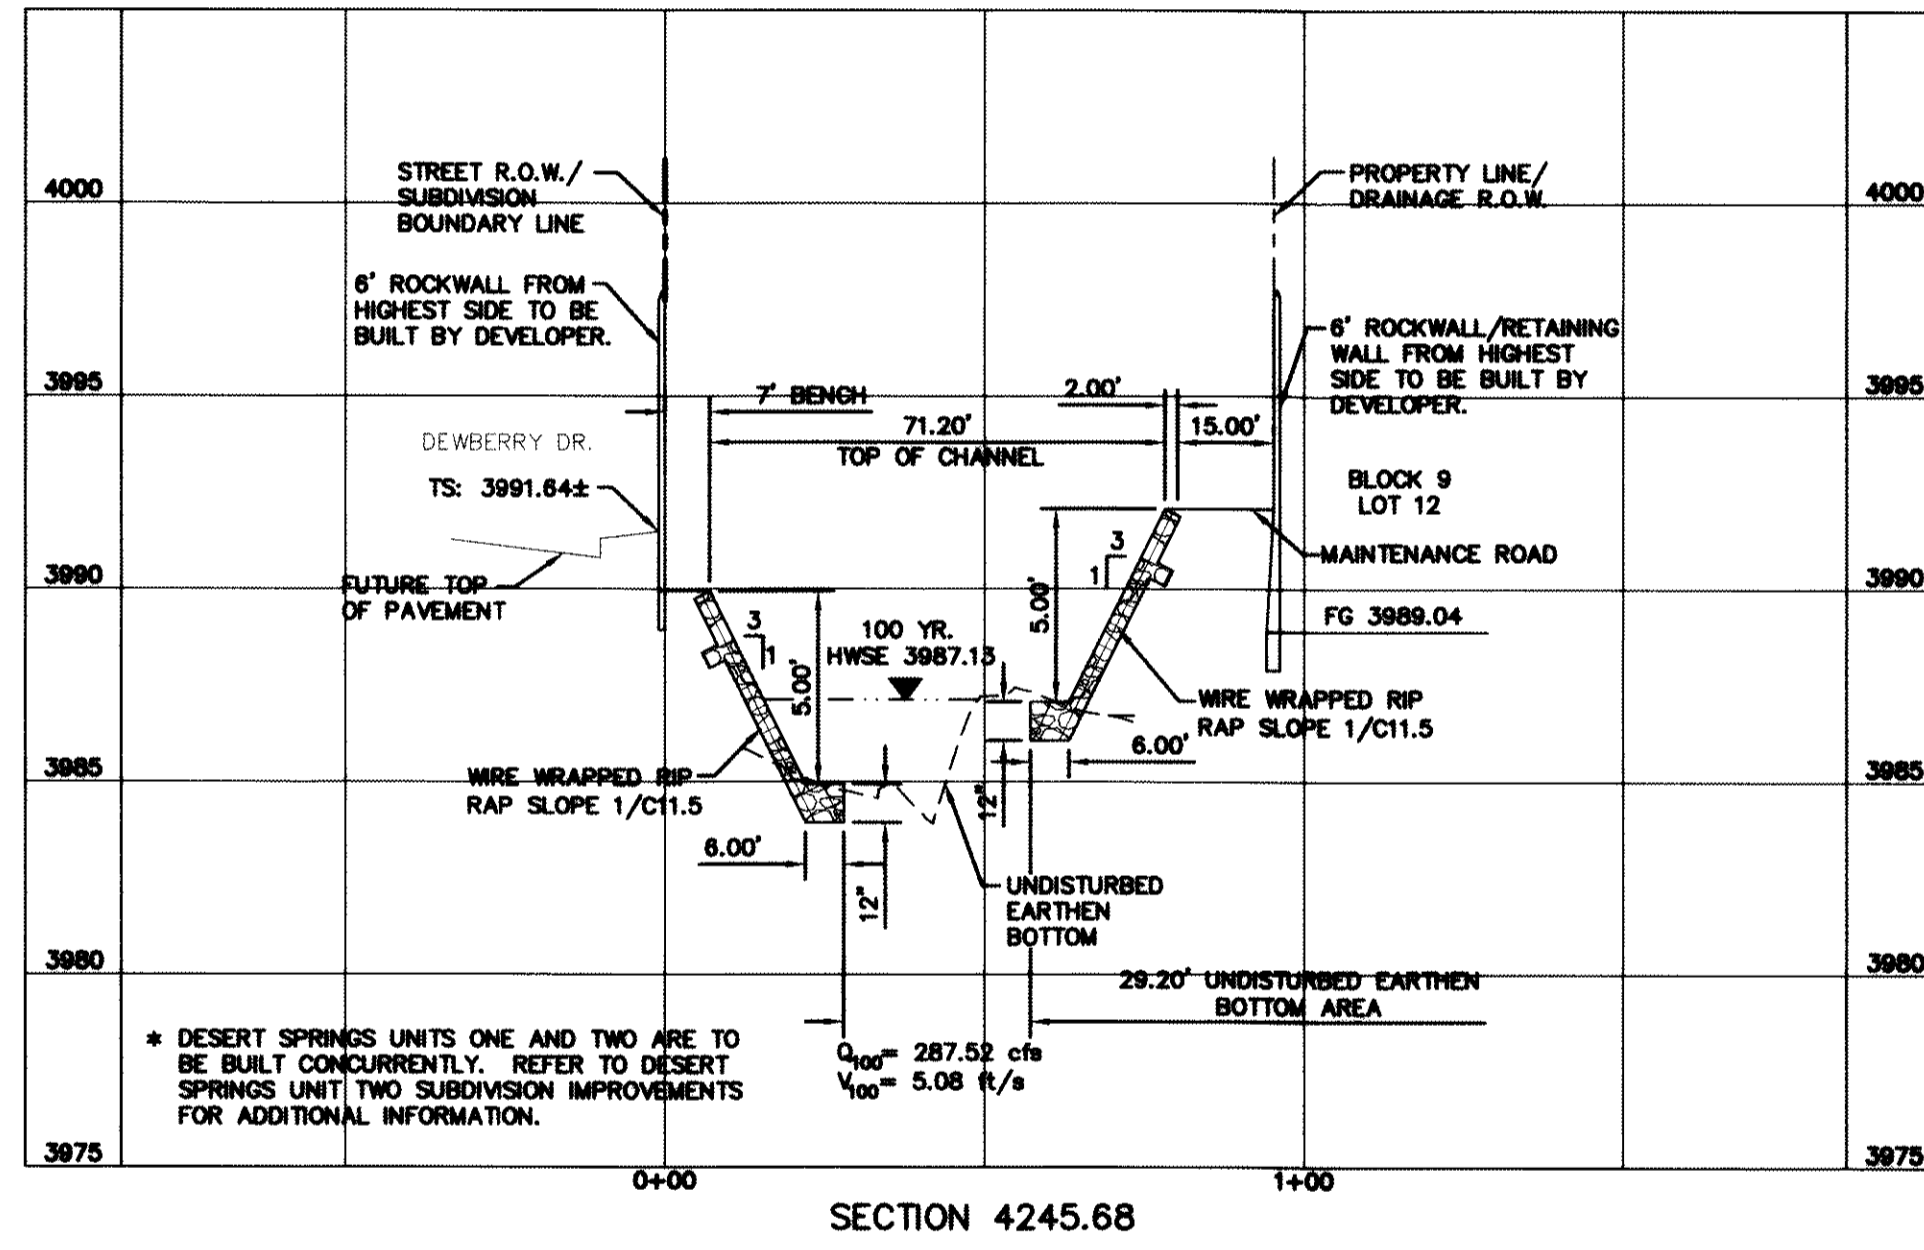 STREET R.O.W./
SUBDIVISION
BOUNDARY LINE
PROPERTY LINE/
DRAINAGE R.O.W.
4000
4000
6' ROCKWALL FROM
HIGHEST SIDE TO BE
BUILT BY DEVELOPER.
6' ROCKWALL/RETAINING
WALL FROM HIGHEST
SIDE TO BE BUILT BY
DEVELOPER.
3995
3995
7' BENCH
2.00'
71.20'
TOP OF CHANNEL
15.00'
DEWBERRY DR.
TS: 3991.64±
BLOCK 9
LOT 12
MAINTENANCE ROAD
3990
3990
FUTURE TOP
OF PAVEMENT
3
1
3
1
5.00'
5.00'
100 YR.
HWSE 3987.13
FG 3989.04
WIRE WRAPPED RIP
RAP SLOPE 1/C11.5
6.00'
12"
3985
3985
WIRE WRAPPED RIP
RAP SLOPE 1/C11.5
6.00'
12"
UNDISTURBED
EARTHEN
BOTTOM
3980
3980
29.20' UNDISTURBED EARTHEN
BOTTOM AREA
* DESERT SPRINGS UNITS ONE AND TWO ARE TO
BE BUILT CONCURRENTLY. REFER TO DESERT
SPRINGS UNIT TWO SUBDIVISION IMPROVEMENTS
FOR ADDITIONAL INFORMATION.
Q100= 287.52 cfs
V100= 5.08 ft/s
3975
3975
0+00
1+00
SECTION 4245.68